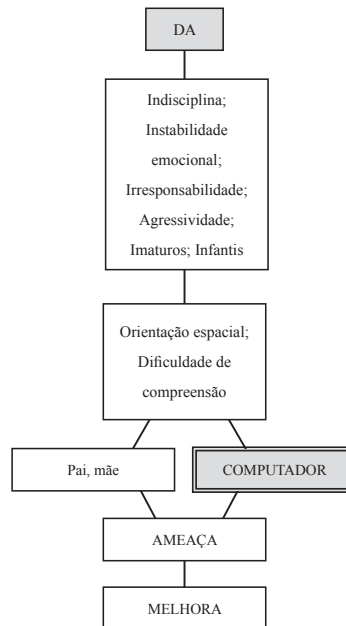 DA
Indisciplina;
Instabilidade
emocional;
Irresponsabilidade;
Agressividade;
Imaturos; Infantis
Orientação espacial;
Dificuldade de
compreensão
Pai, mãe
COMPUTADOR
AMEAÇA
MELHORA